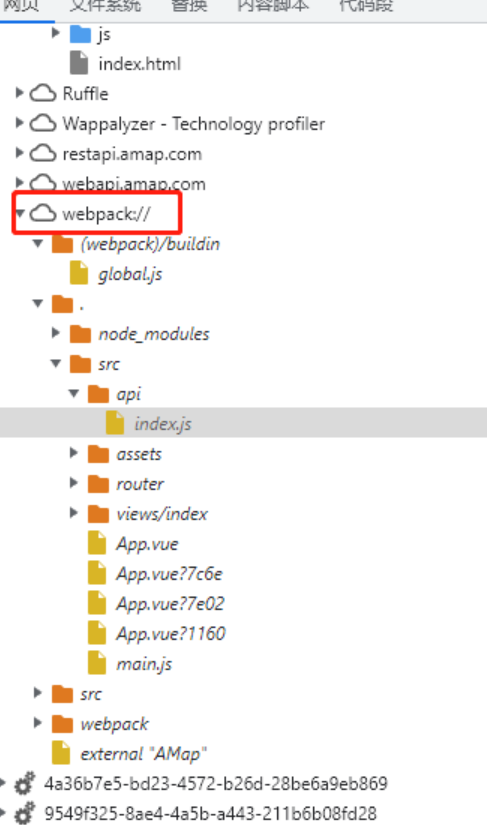 网页 文件系统 替换 内容脚本 代码段
js
index.html
Ruffle
Wappalyzer - Technology profiler
restapi.amap.com
webapi.amap.com
webpack://
(webpack)/buildin
global.js
.
node_modules
src
api
index.js
assets
router
views/index
App.vue
App.vue?7c6e
App.vue?7e02
App.vue?1160
main.js
src
webpack
external "AMap"
4a36b7e5-bd23-4572-b26d-28be6a9eb869
9549f325-8ae4-4a5b-a443-211b6b08fd28